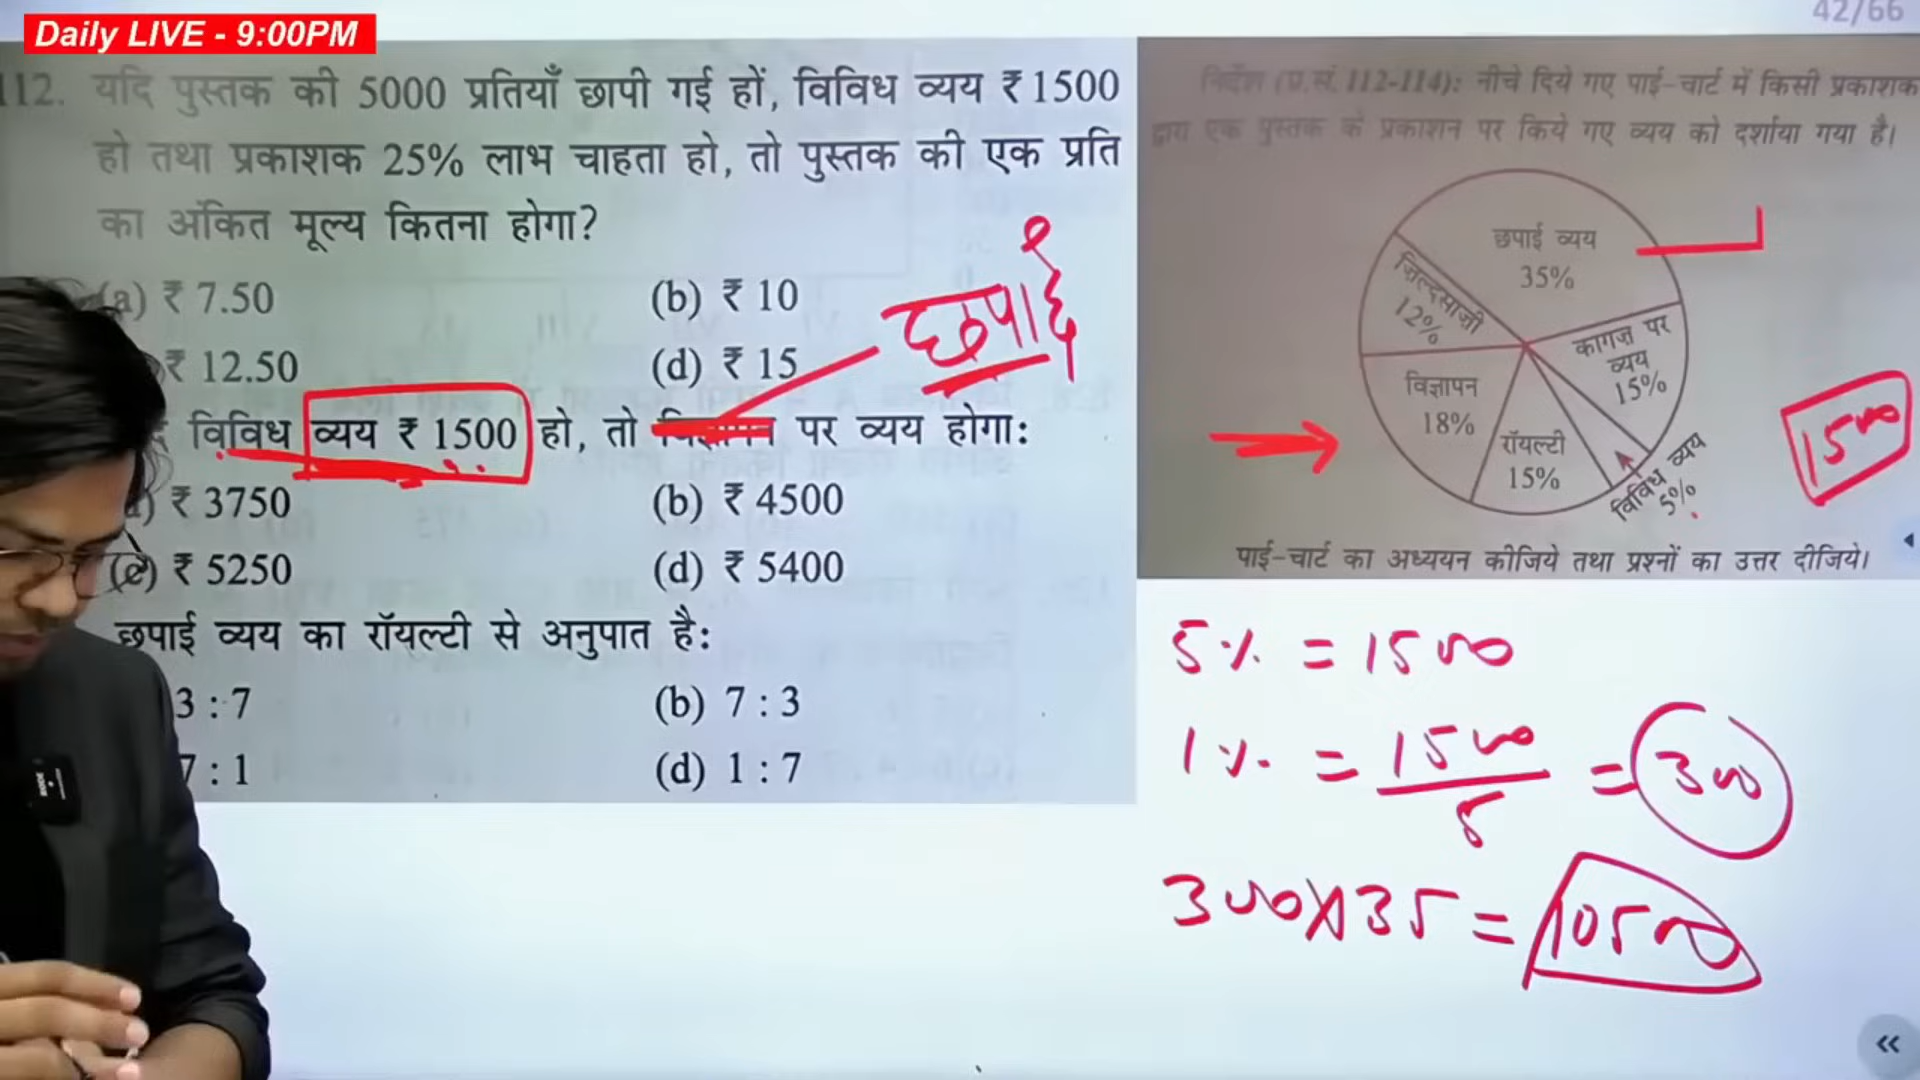 42/66
Daily LIVE - 9:00PM
112. यदि पुस्तक की 5000 प्रतियाँ छापी गई हों, विविध व्यय ₹ 1500
हो तथा प्रकाशक 25% लाभ चाहता हो, तो पुस्तक की एक प्रति
का अंकित मूल्य कितना होगा?
(a) ₹ 7.50 (b) ₹ 10
₹ 12.50 (d) ₹ 15
छपाई
विविध व्यय ₹ 1500 हो, तो विज्ञापन पर व्यय होगा:
₹ 3750 (b) ₹ 4500
(c) ₹ 5250 (d) ₹ 5400
छपाई व्यय का रॉयल्टी से अनुपात है:
3 : 7 (b) 7 : 3
7 : 1 (d) 1 : 7
निर्देश (प्र.सं. 112-114): नीचे दिये गए पाई-चार्ट में किसी प्रकाशक
द्वारा एक पुस्तक के प्रकाशन पर किये गए व्यय को दर्शाया गया है।
छपाई व्यय
35%
जिल्दसाज़ी
12%
कागज़ पर
व्यय
15%
विज्ञापन
18%
रॉयल्टी
15%
विविध व्यय
5%
1500
पाई-चार्ट का अध्ययन कीजिये तथा प्रश्नों का उत्तर दीजिये।
5% = 1500
1% = 1500/5 = 300
300×35 = 10500